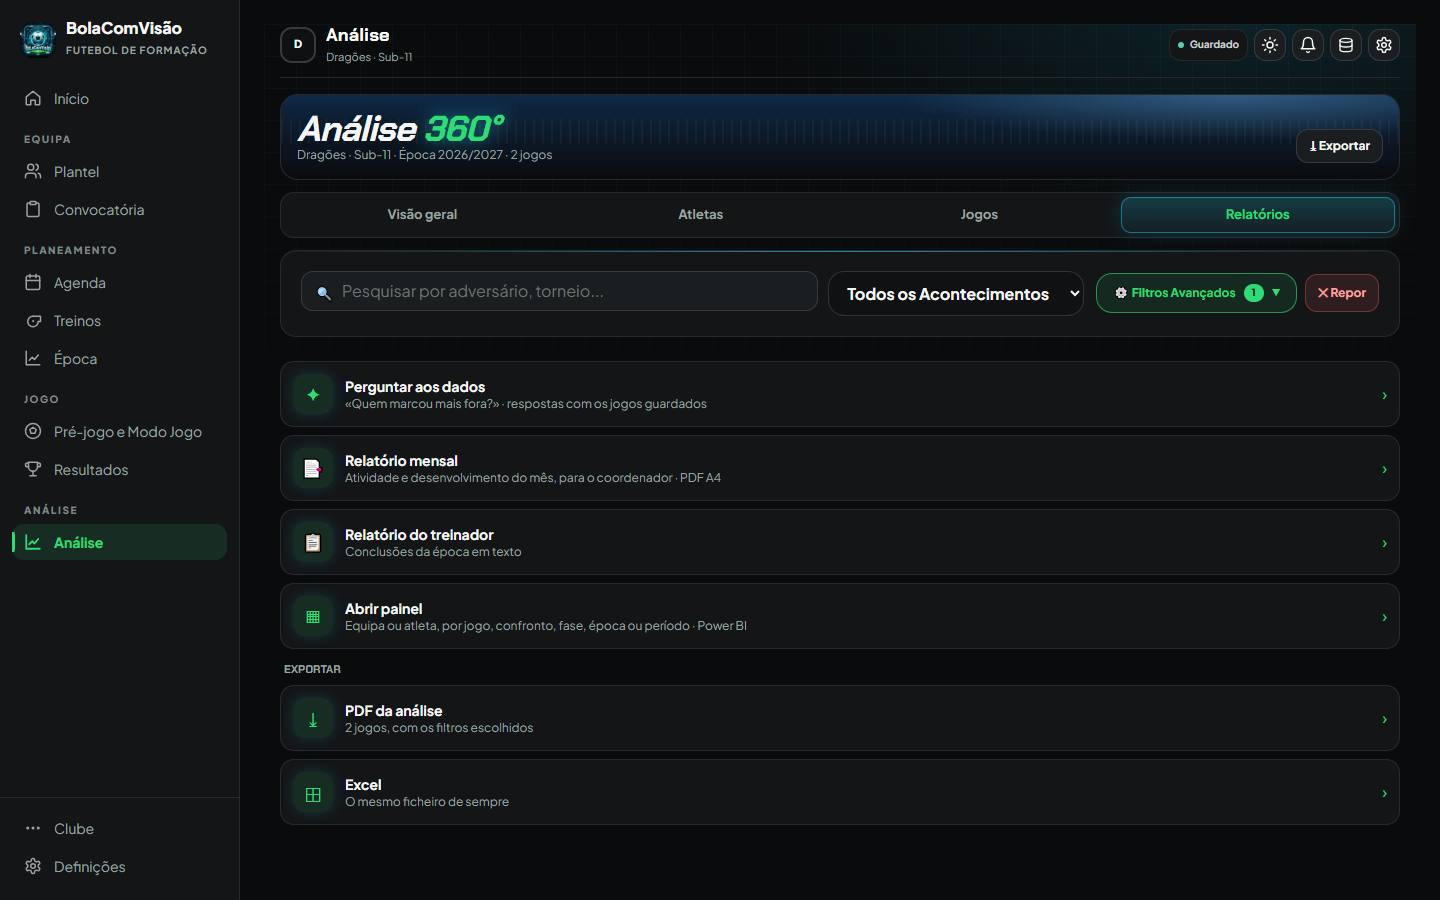 BolaComVisão
FUTEBOL DE FORMAÇÃO
Início
EQUIPA
Plantel
Convocatória
PLANEAMENTO
Agenda
Treinos
Época
JOGO
Pré-jogo e Modo Jogo
Resultados
ANÁLISE
Análise
Clube
Definições
D
Análise
Dragões · Sub-11
Guardado
Análise 360°
Dragões · Sub-11 · Época 2026/2027 · 2 jogos
Exportar
Visão geral
Atletas
Jogos
Relatórios
Pesquisar por adversário, torneio...
Todos os Acontecimentos
Filtros Avançados 1 ▼
Repor
Perguntar aos dados
«Quem marcou mais fora?» · respostas com os jogos guardados
Relatório mensal
Atividade e desenvolvimento do mês, para o coordenador · PDF A4
Relatório do treinador
Conclusões da época em texto
Abrir painel
Equipa ou atleta, por jogo, confronto, fase, época ou período · Power BI
EXPORTAR
PDF da análise
2 jogos, com os filtros escolhidos
Excel
O mesmo ficheiro de sempre